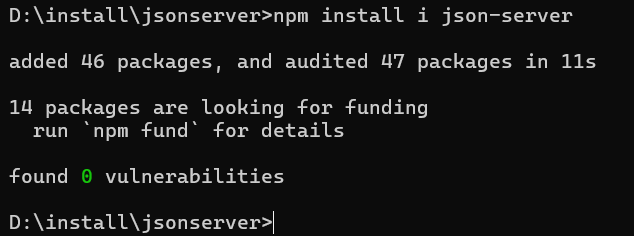 D:\install\jsonserver>npm install i json-server
added 46 packages, and audited 47 packages in 11s
14 packages are looking for funding
  run `npm fund` for details
found 0 vulnerabilities
D:\install\jsonserver>